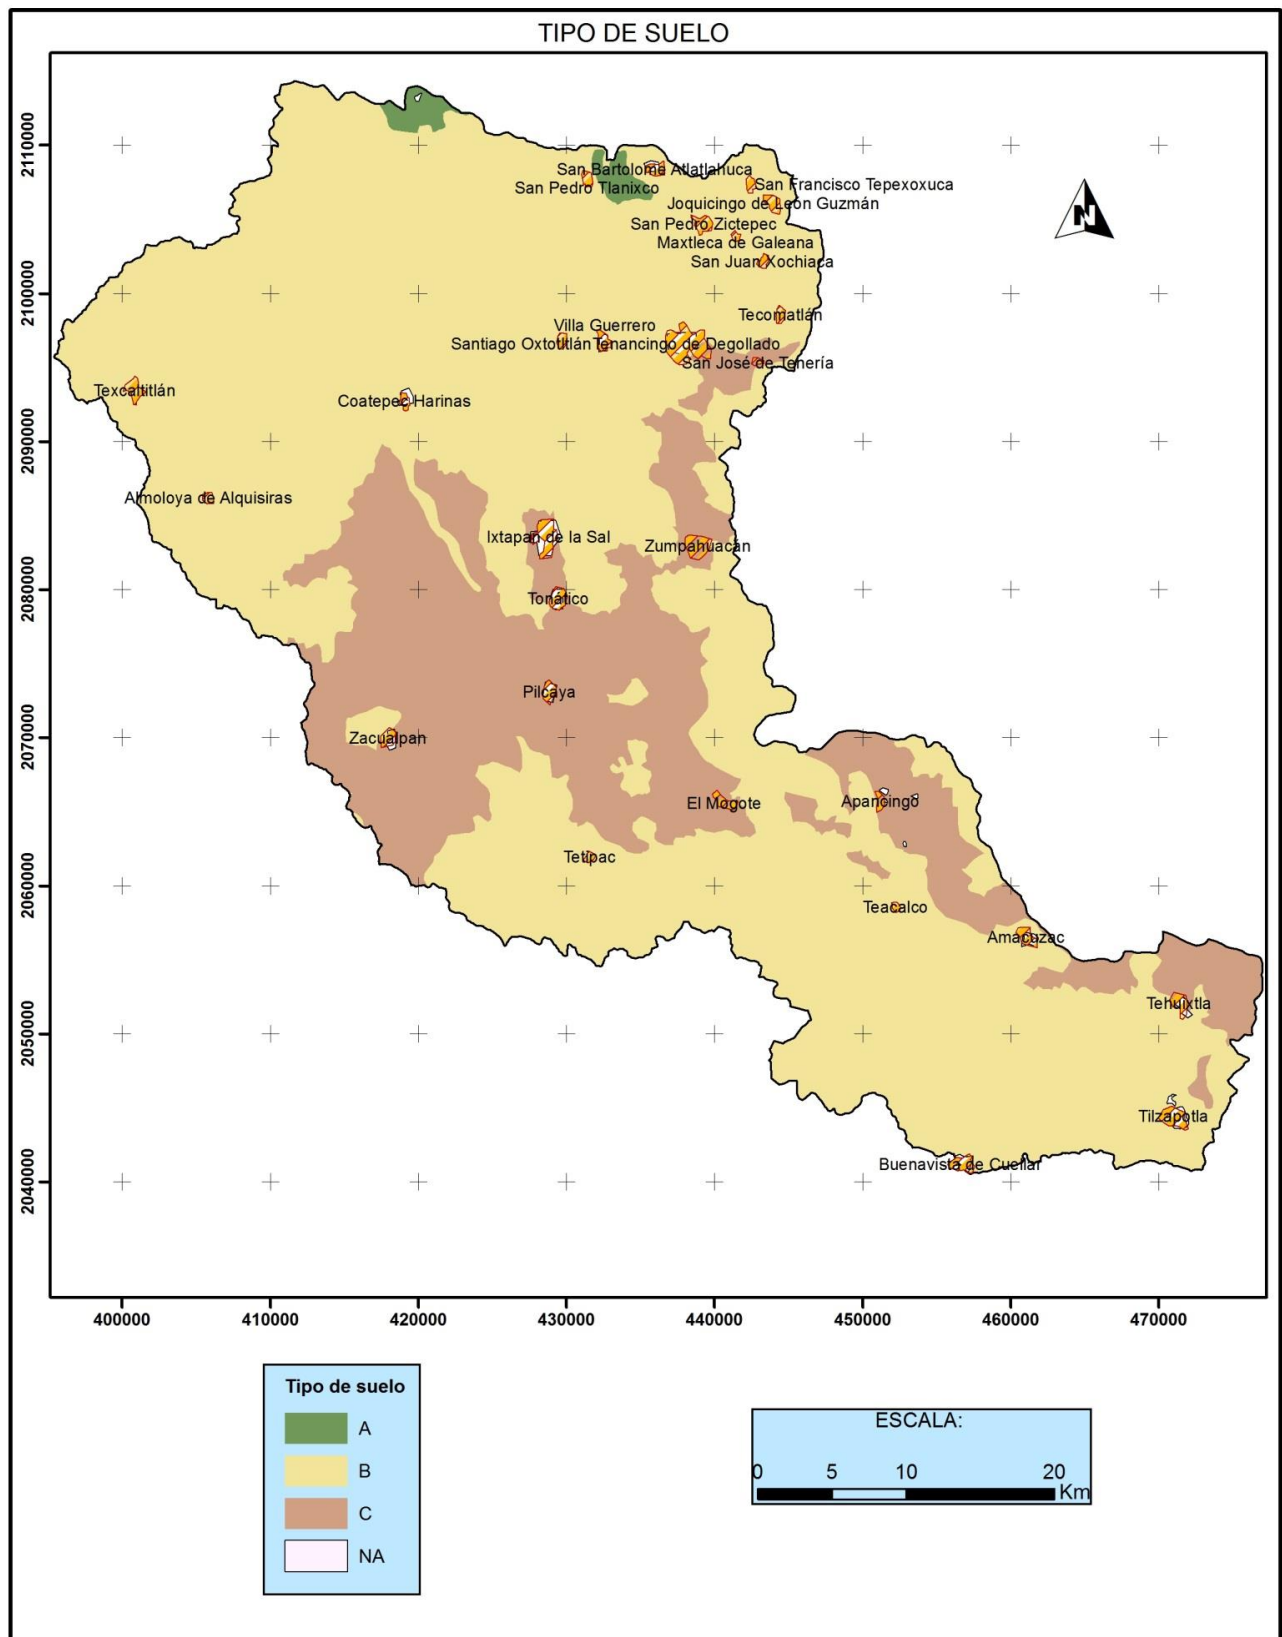 TIPO DE SUELO
2110000
San Bartolomé Atlatlahuca
San Pedro Tlanixco
San Francisco Tepexoxuca
Joquicingo de León Guzmán
N
San Pedro Zictepec
Maxtleca de Galeana
San Juan Xochiaca
2100000
Tecomatlán
Villa Guerrero
Santiago Oxtotitlán
Tenancingo de Degollado
San José de Tenería
Texcaltitlán
Coatepec Harinas
2090000
Almoloya de Alquisiras
Ixtapan de la Sal
Zumpahuacán
2080000
Tonatico
Pilcaya
2070000
Zacualpan
El Mogote
Apancingo
Tetipac
2060000
Teacalco
Amacuzac
Tehuixtla
2050000
Tilzapotla
Buenavista de Cuellar
2040000
400000 410000 420000 430000 440000 450000 460000 470000
Tipo de suelo
A
B
C
NA
ESCALA:
0 5 10 20
Km